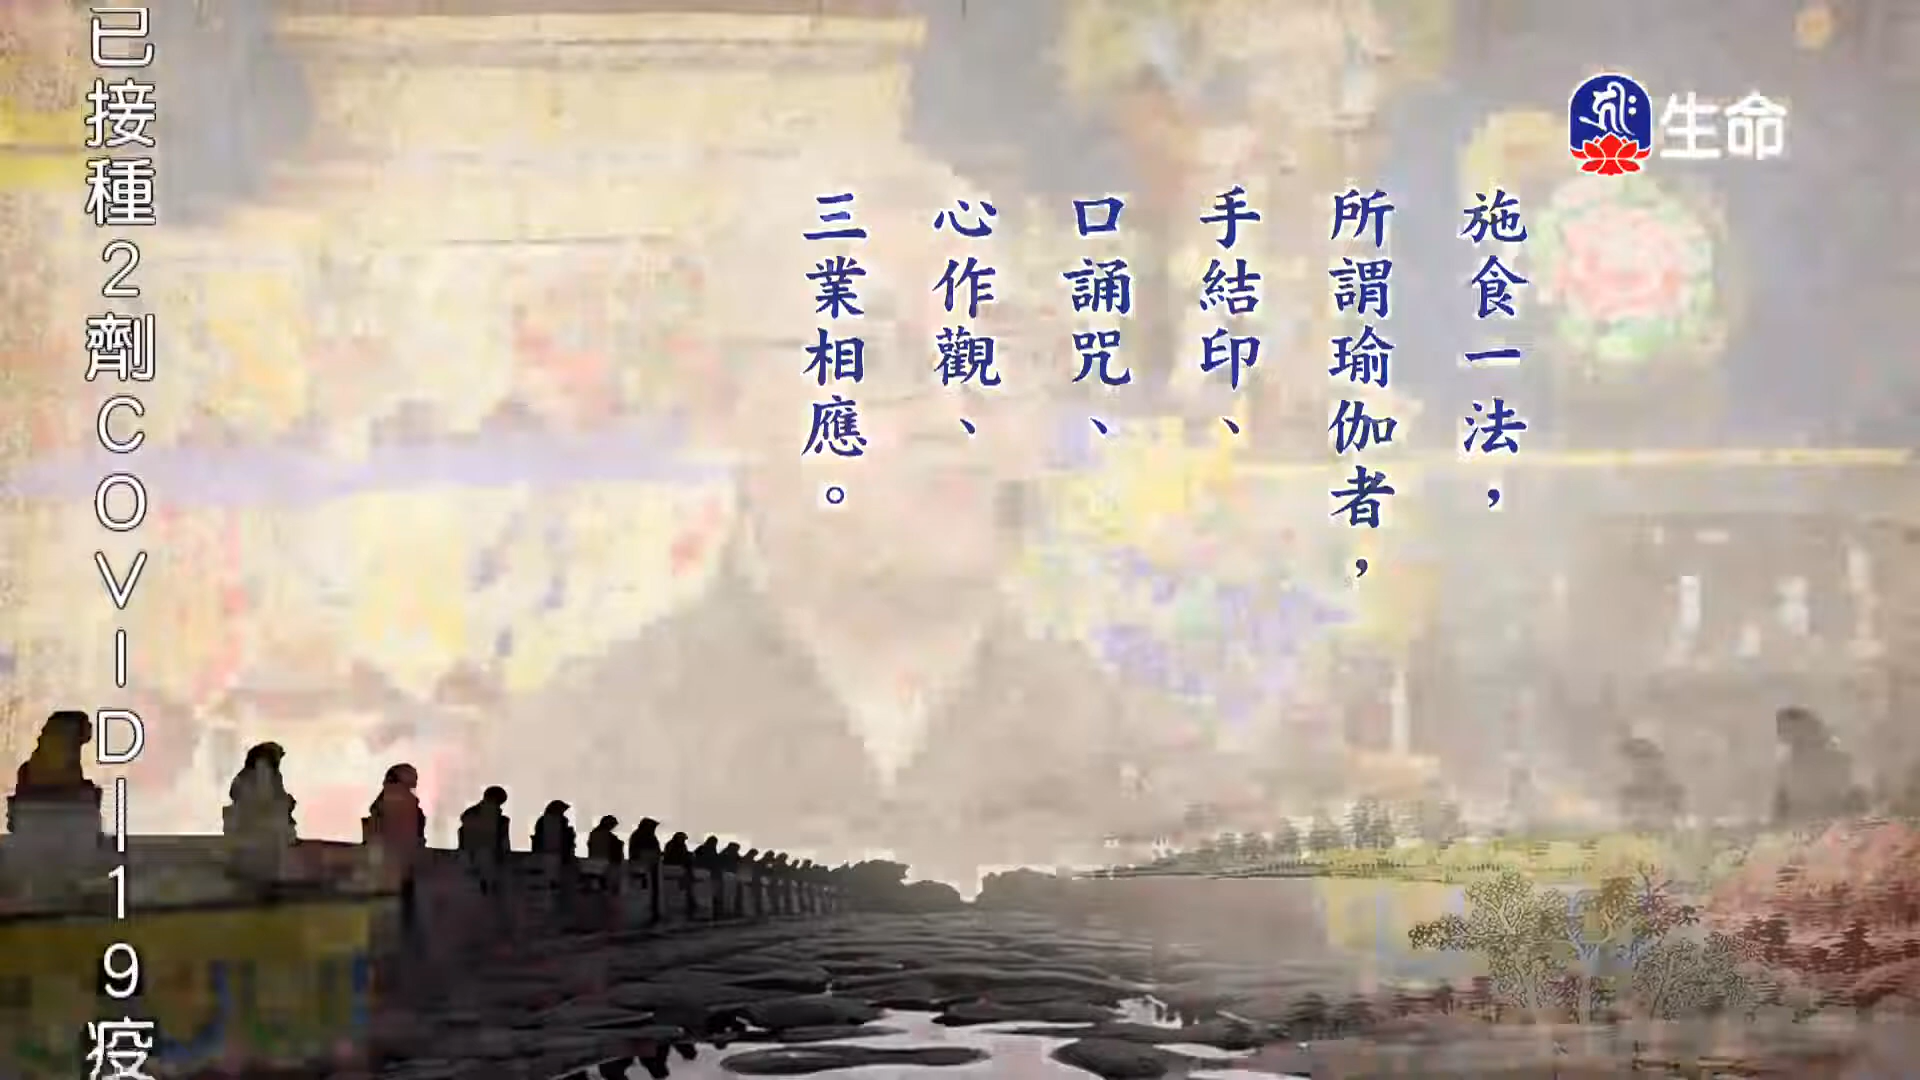 生命
施食一法，
所謂瑜伽者，
手結印、
口誦咒、
心作觀、
三業相應。
已接種2劑COVID|19疫